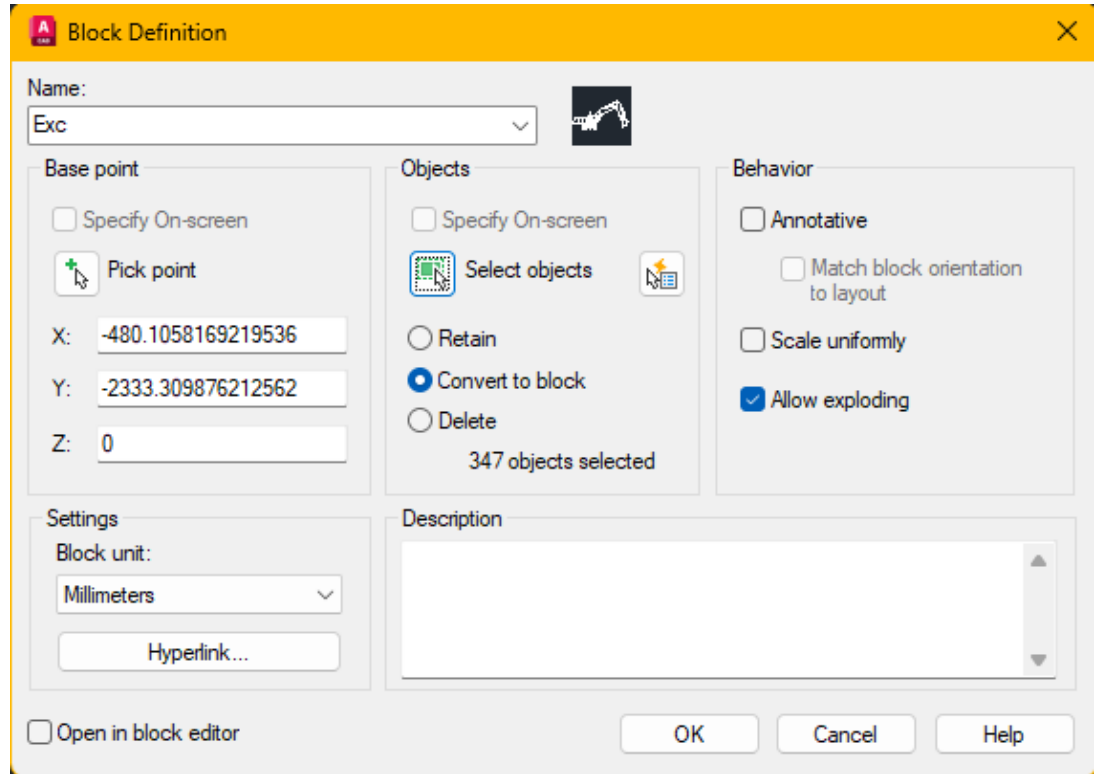 A
CAD
Block Definition
Name:
Exc
Base point
Specify On-screen
Pick point
X: -480.1058169219536
Y: -2333.309876212562
Z: 0
Objects
Specify On-screen
Select objects
Retain
Convert to block
Delete
347 objects selected
Behavior
Annotative
Match block orientation
to layout
Scale uniformly
Allow exploding
Settings
Block unit:
Millimeters
Hyperlink...
Description
Open in block editor
OK
Cancel
Help